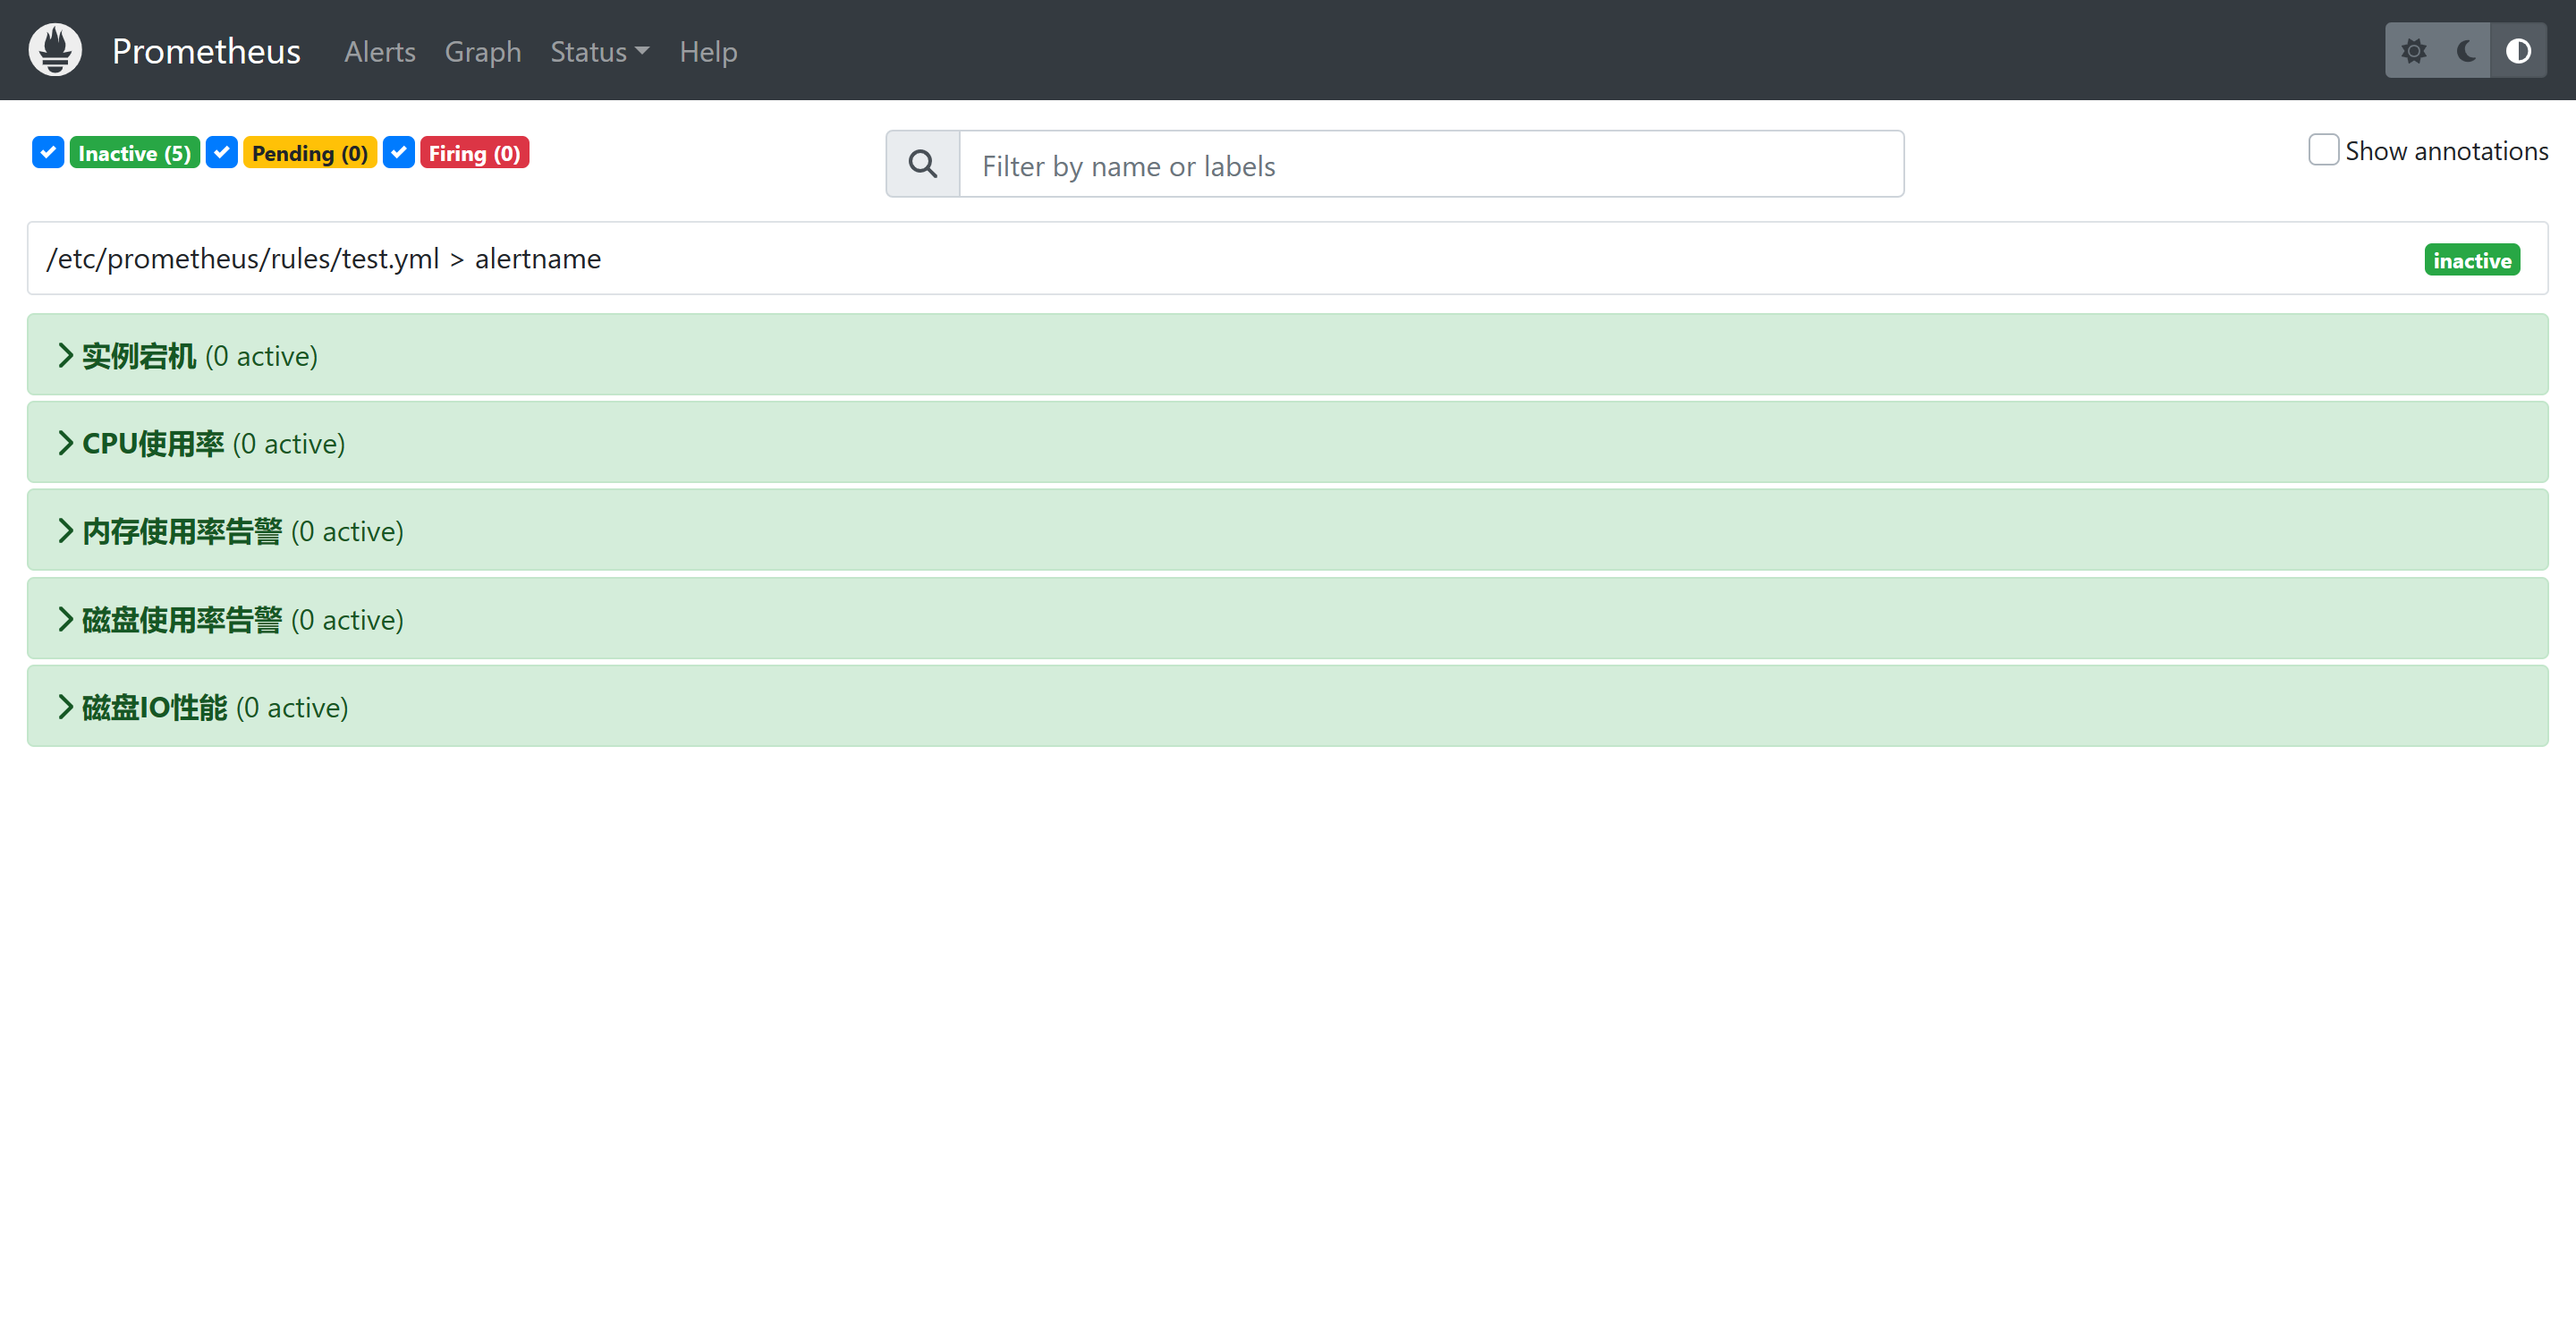 Prometheus Alerts Graph Status Help
Inactive (5) Pending (0) Firing (0) Filter by name or labels Show annotations
/etc/prometheus/rules/test.yml > alertname inactive
实例宕机 (0 active)
CPU使用率 (0 active)
内存使用率告警 (0 active)
磁盘使用率告警 (0 active)
磁盘IO性能 (0 active)